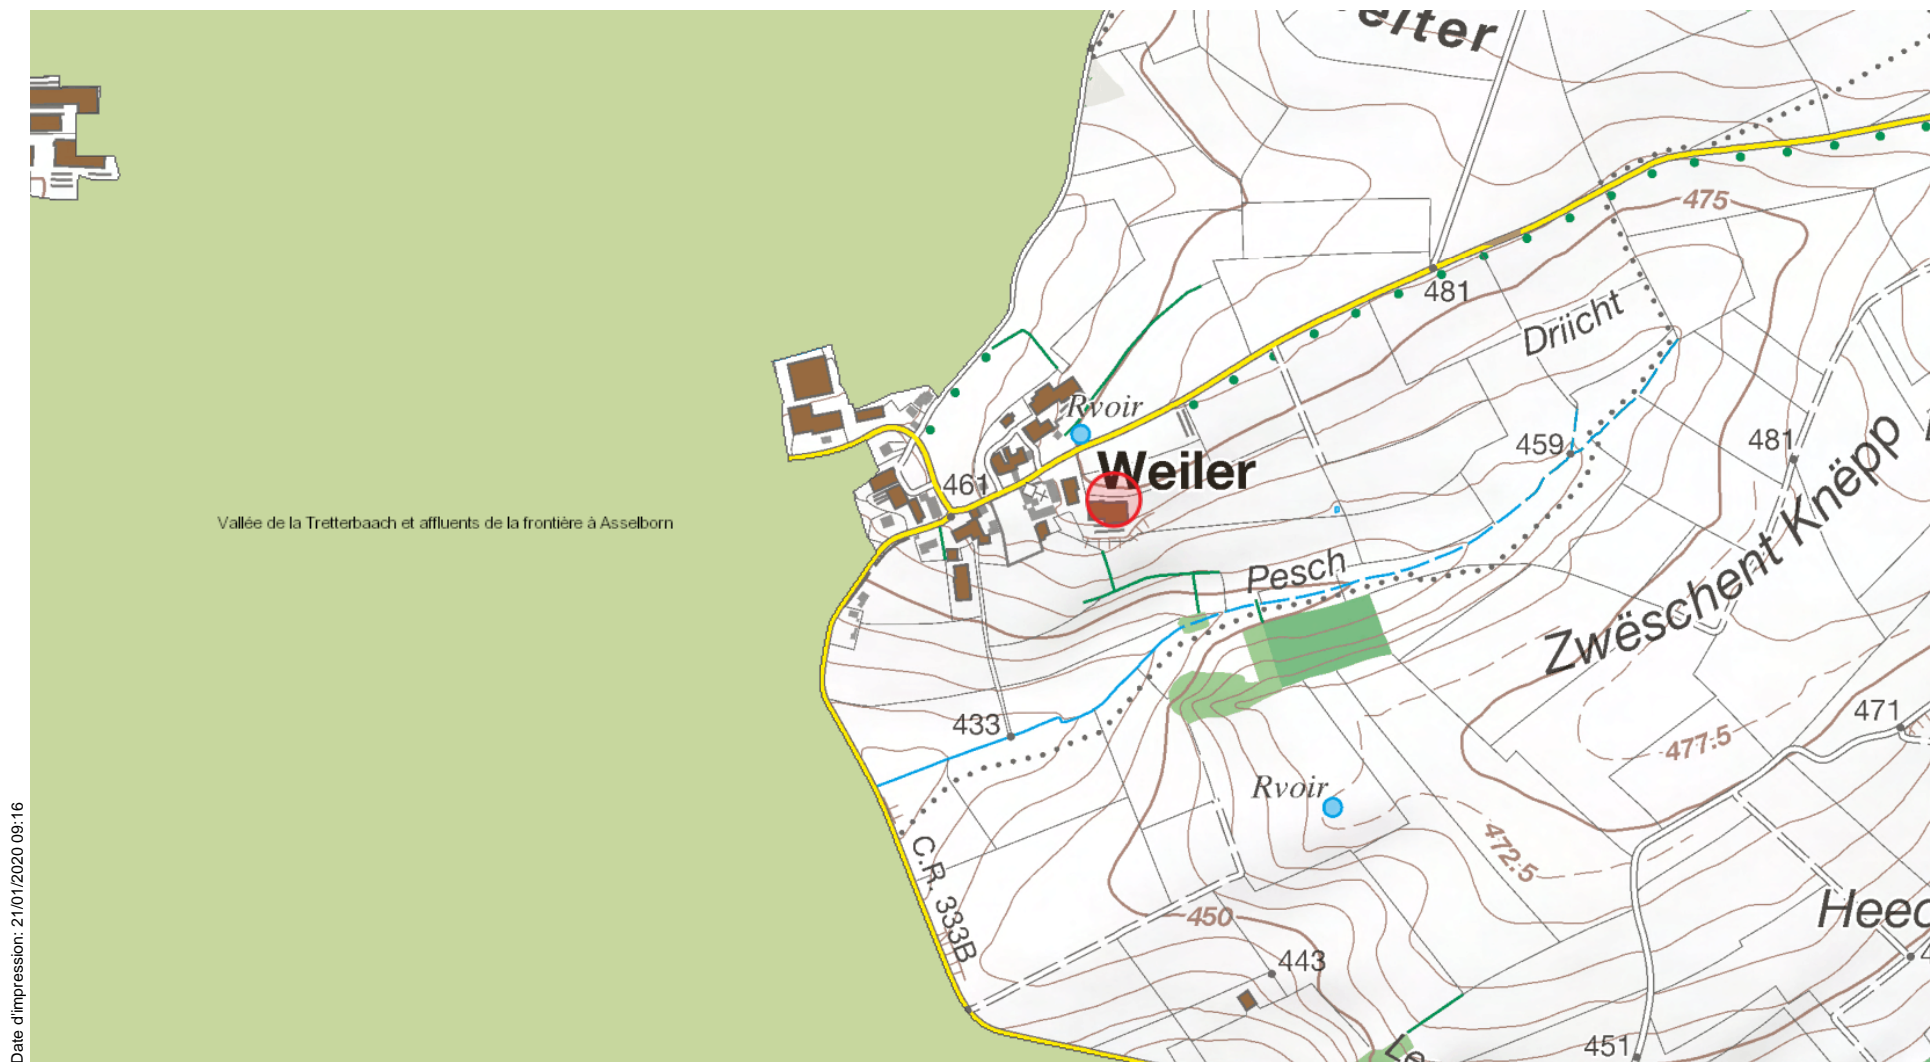 475
481
Driicht
Rvoir
459
481
Weiler
461
Vallée de la Tretterbaach et affluents de la frontière à Asselborn
Pesch
Zwëschent Knëpp
433
471
477.5
Rvoir
472.5
C.R. 333B
450
443
451
Date d'impression: 21/01/2020 09:16